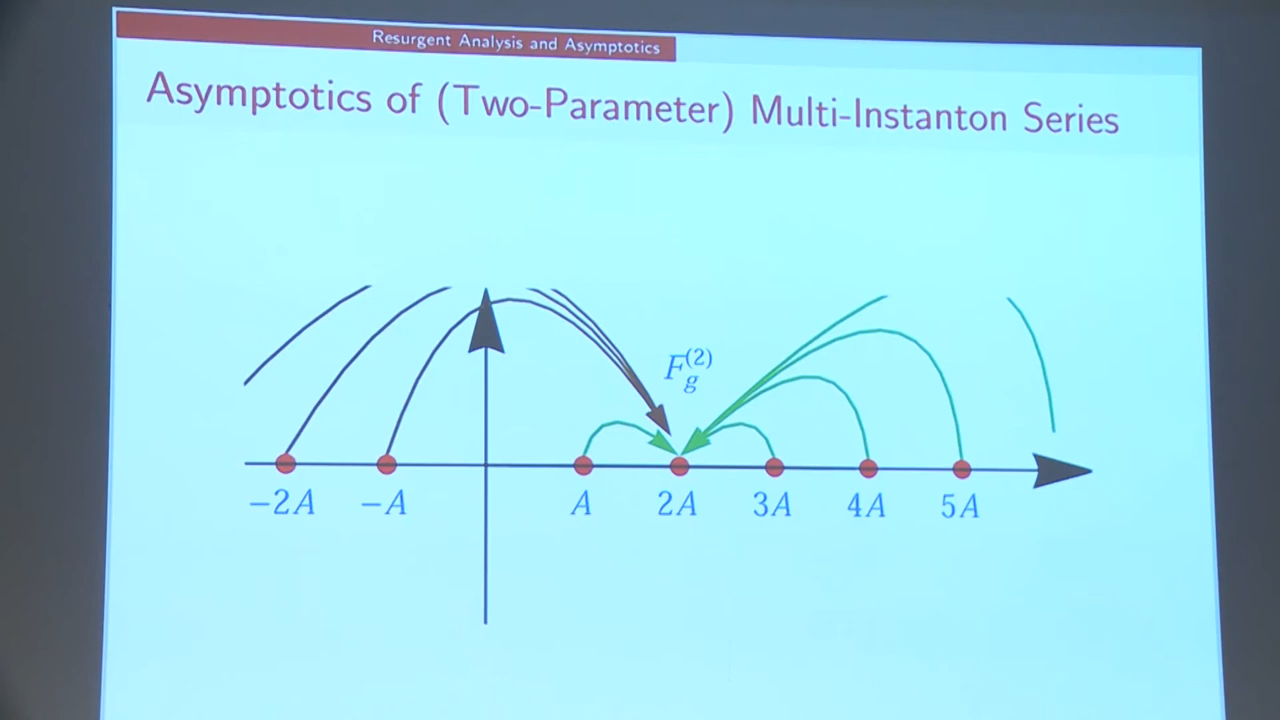 Resurgent Analysis and Asymptotics
Asymptotics of (Two-Parameter) Multi-Instanton Series
F_g^{(2)}
−2A −A A 2A 3A 4A 5A